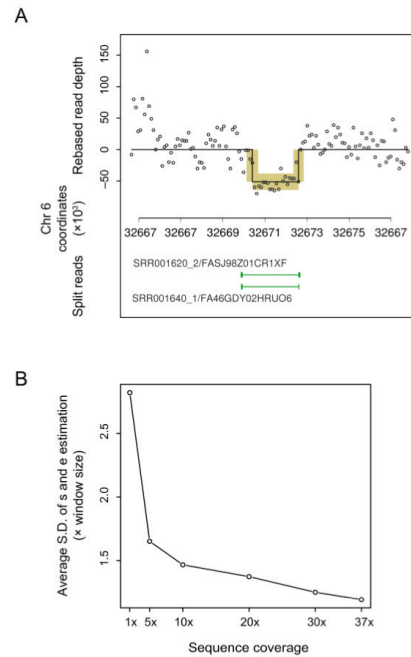 A
Rebased read depth
150
100
50
0
−50
Chr 6
coordinates
(×10³)
32667 32667 32669 32671 32673 32675 32667
Split reads
SRR001620_2/FASJ98Z01CR1XF
SRR001640_1/FA46GDY02HRUO6
B
Average S.D. of s and e estimation
(× window size)
2.5
2.0
1.5
1x 5x 10x 20x 30x 37x
Sequence coverage